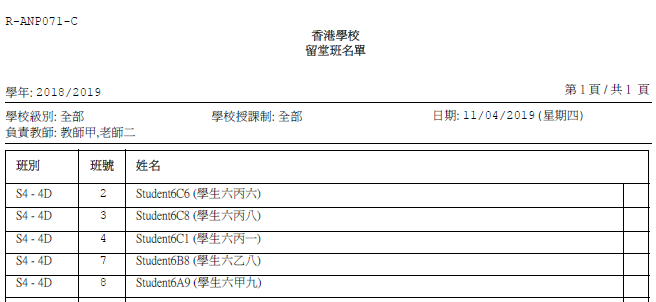 R-ANP071-C
香港學校
留堂班名單
學年: 2018/2019 第 1 頁 / 共 1 頁
學校級別: 全部 學校授課制: 全部 日期: 11/04/2019 (星期四)
負責教師: 教師甲,老師二
班別 班號 姓名
S4 - 4D 2 Student6C6 (學生六丙六)
S4 - 4D 3 Student6C8 (學生六丙八)
S4 - 4D 4 Student6C1 (學生六丙一)
S4 - 4D 7 Student6B8 (學生六乙八)
S4 - 4D 8 Student6A9 (學生六甲九)